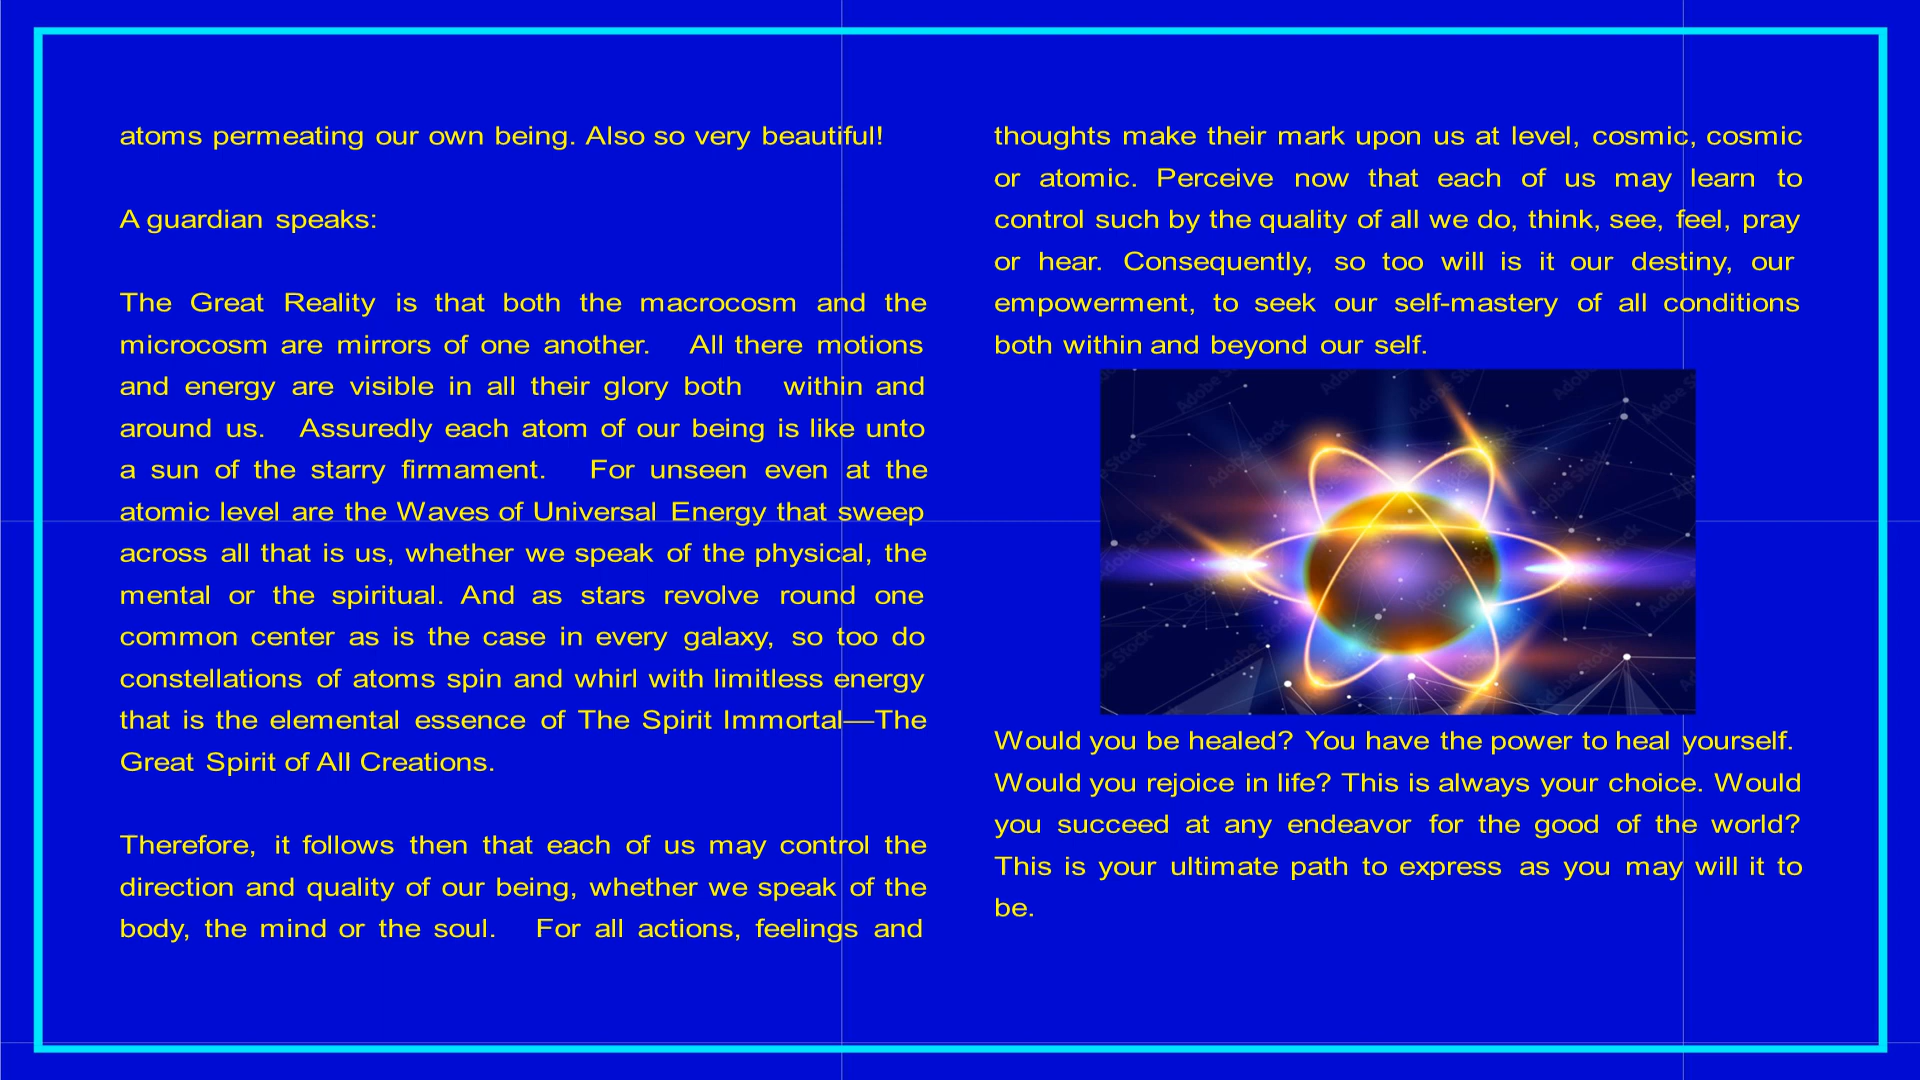 atoms permeating our own being. Also so very beautiful!
A guardian speaks:
The Great Reality is that both the macrocosm and the
microcosm are mirrors of one another. All there motions
and energy are visible in all their glory both within and
around us. Assuredly each atom of our being is like unto
a sun of the starry firmament. For unseen even at the
atomic level are the Waves of Universal Energy that sweep
across all that is us, whether we speak of the physical, the
mental or the spiritual. And as stars revolve round one
common center as is the case in every galaxy, so too do
constellations of atoms spin and whirl with limitless energy
that is the elemental essence of The Spirit Immortal—The
Great Spirit of All Creations.
Therefore, it follows then that each of us may control the
direction and quality of our being, whether we speak of the
body, the mind or the soul. For all actions, feelings and
thoughts make their mark upon us at level, cosmic, cosmic
or atomic. Perceive now that each of us may learn to
control such by the quality of all we do, think, see, feel, pray
or hear. Consequently, so too will is it our destiny, our
empowerment, to seek our self-mastery of all conditions
both within and beyond our self.
Adobe Stock
Would you be healed? You have the power to heal yourself.
Would you rejoice in life? This is always your choice. Would
you succeed at any endeavor for the good of the world?
This is your ultimate path to express as you may will it to
be.